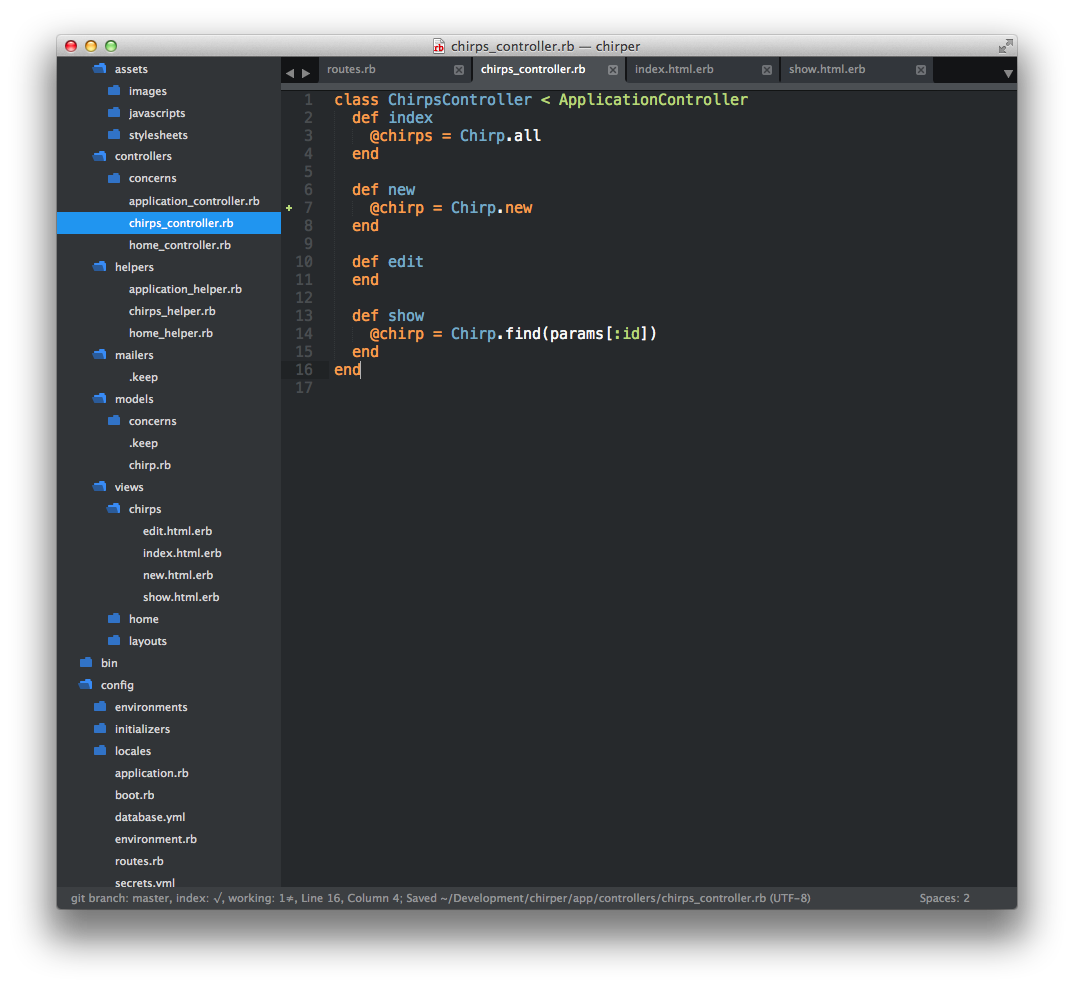 chirps_controller.rb — chirper
assets
images
javascripts
stylesheets
controllers
concerns
application_controller.rb
chirps_controller.rb
home_controller.rb
helpers
application_helper.rb
chirps_helper.rb
home_helper.rb
mailers
.keep
models
concerns
.keep
chirp.rb
views
chirps
edit.html.erb
index.html.erb
new.html.erb
show.html.erb
home
layouts
bin
config
environments
initializers
locales
application.rb
boot.rb
database.yml
environment.rb
routes.rb
secrets.yml
routes.rb chirps_controller.rb index.html.erb show.html.erb
1 class ChirpsController < ApplicationController
2   def index
3     @chirps = Chirp.all
4   end
5
6   def new
7     @chirp = Chirp.new
8   end
9
10   def edit
11   end
12
13   def show
14     @chirp = Chirp.find(params[:id])
15   end
16 end
17
git branch: master, index: √, working: 1≠, Line 16, Column 4; Saved ~/Development/chirper/app/controllers/chirps_controller.rb (UTF-8) Spaces: 2